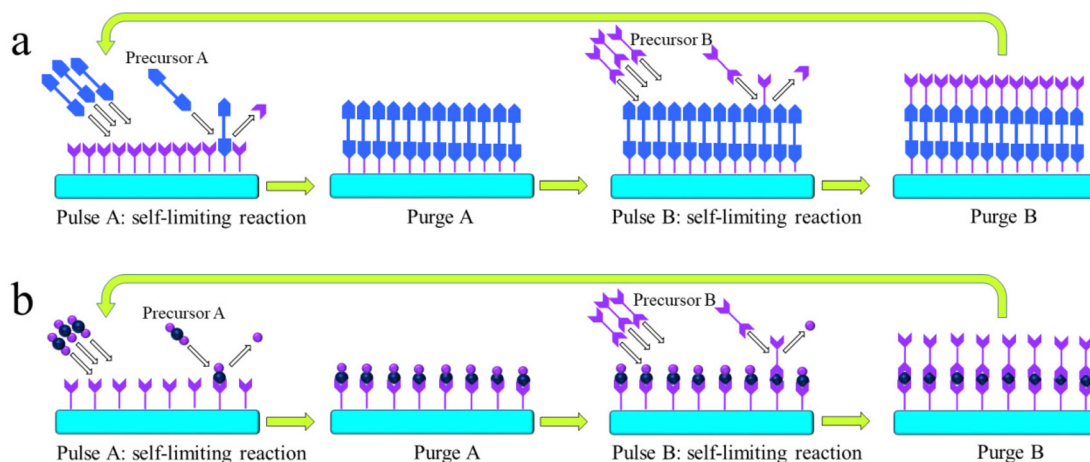 a
Precursor A
Precursor B
Pulse A: self-limiting reaction
Purge A
Pulse B: self-limiting reaction
Purge B
b
Precursor A
Precursor B
Pulse A: self-limiting reaction
Purge A
Pulse B: self-limiting reaction
Purge B